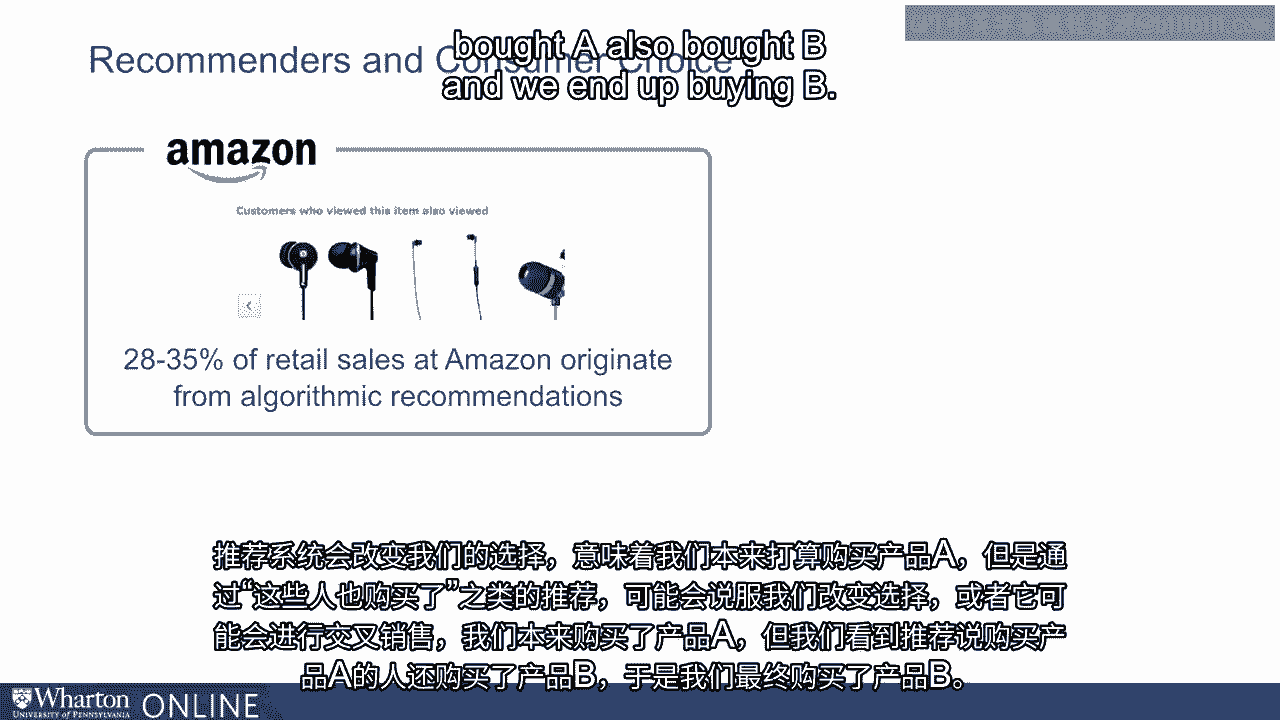 bought A also bought B
and we end up buying B.
Recommenders and Consumer Choice
amazon
Customers who viewed this item also viewed
28-35% of retail sales at Amazon originate
from algorithmic recommendations
推荐系统会改变我们的选择，意味着我们本来打算购买产品A，但是通
过“这些人也购买了”之类的推荐，可能会说服我们改变选择，或者它可
能会进行交叉销售，我们本来购买了产品A，但我们看到推荐说购买产
品A的人还购买了产品B，于是我们最终购买了产品B。
Wharton ONLINE
UNIVERSITY of PENNSYLVANIA